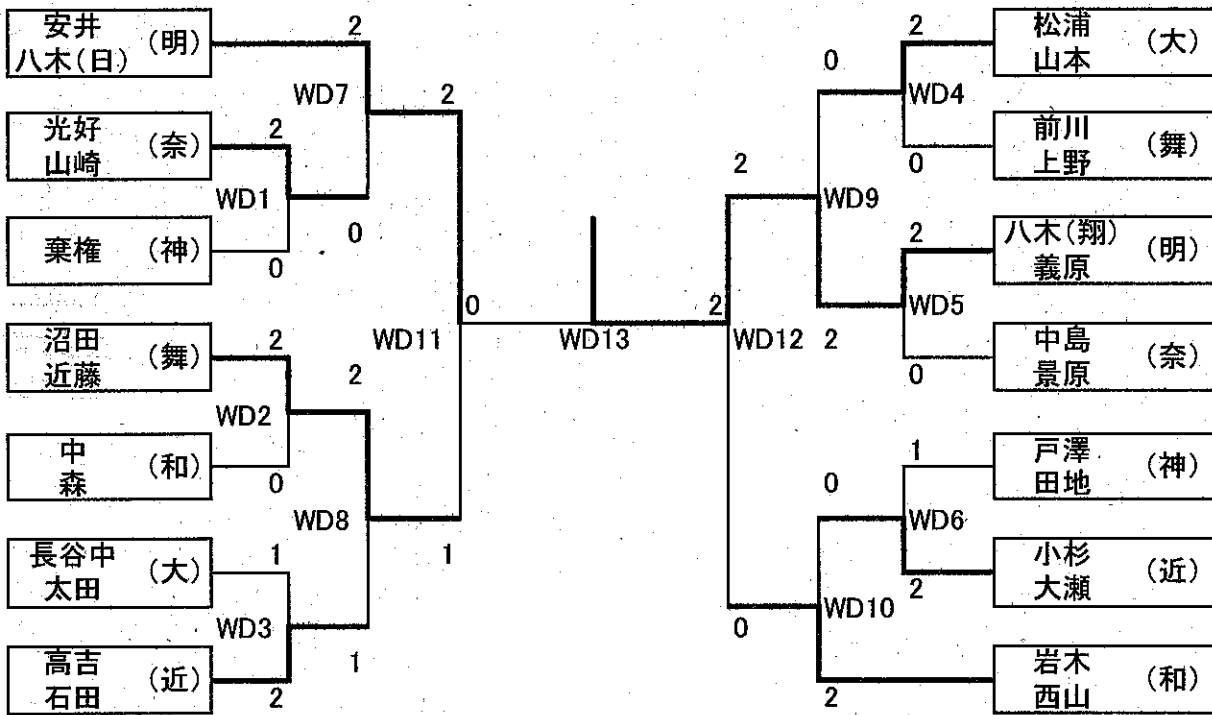 安井
八木(日)
(明)
2
WD7
光好
山崎
(奈)
2
WD1
棄権
(神)
0
0
2
WD11
沼田
近藤
(舞)
2
WD2
中
森
(和)
0
2
WD8
長谷中
太田
(大)
1
WD3
高吉
石田
(近)
2
1
1
0
WD13
2
松浦
山本
(大)
2
WD4
前川
上野
(舞)
0
0
WD9
八木(翔)
義原
(明)
2
WD5
中島
景原
(奈)
0
2
2
WD12
戸澤
田地
(神)
1
WD6
小杉
大瀬
(近)
2
0
WD10
岩木
西山
(和)
2
0